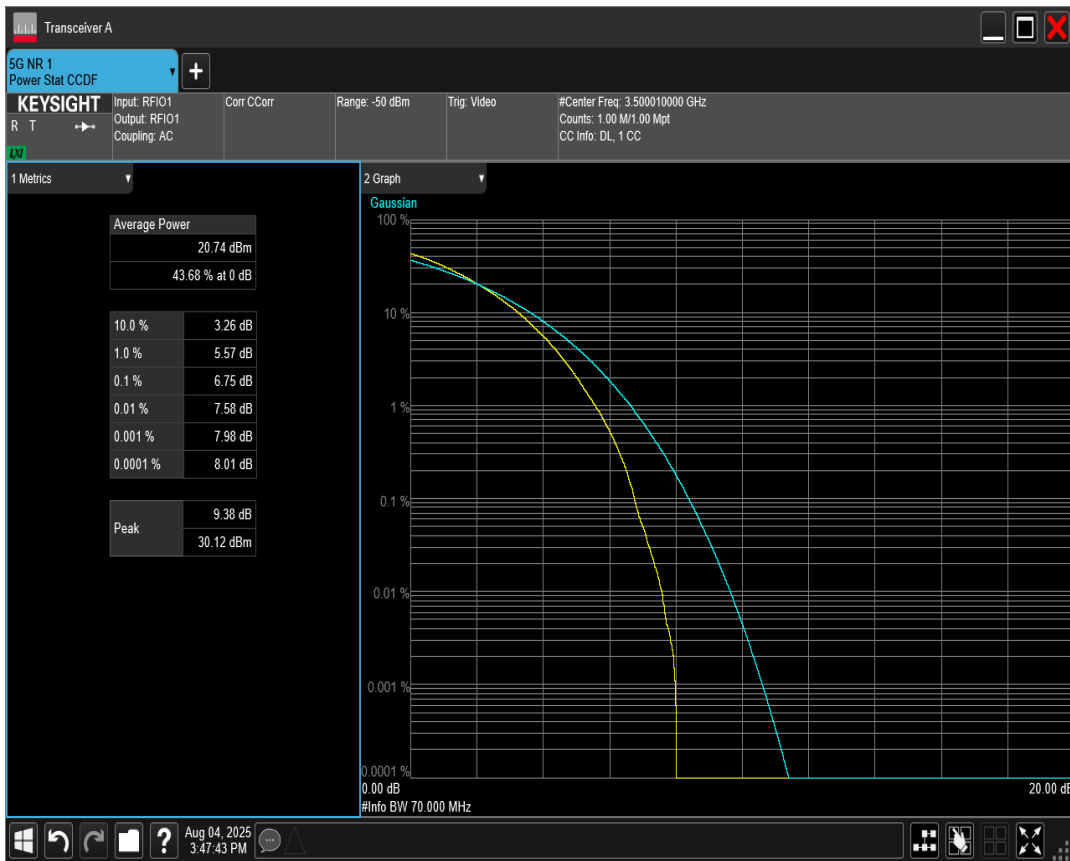 Transceiver A
5G NR 1
Power Stat CCDF
+
KEYSIGHT
R T
LXI
Input: RFIO1
Output: RFIO1
Coupling: AC
Corr CCorr
Range: -50 dBm
Trig: Video
#Center Freq: 3.500010000 GHz
Counts: 1.00 M/1.00 Mpt
CC Info: DL, 1 CC
1 Metrics
Average Power
20.74 dBm
43.68 % at 0 dB
10.0 % 3.26 dB
1.0 % 5.57 dB
0.1 % 6.75 dB
0.01 % 7.58 dB
0.001 % 7.98 dB
0.0001 % 8.01 dB
Peak
9.38 dB
30.12 dBm
2 Graph
Gaussian
100 %
10 %
1 %
0.1 %
0.01 %
0.001 %
0.0001 %
0.00 dB
20.00 dB
#Info BW 70.000 MHz
?
Aug 04, 2025
3:47:43 PM